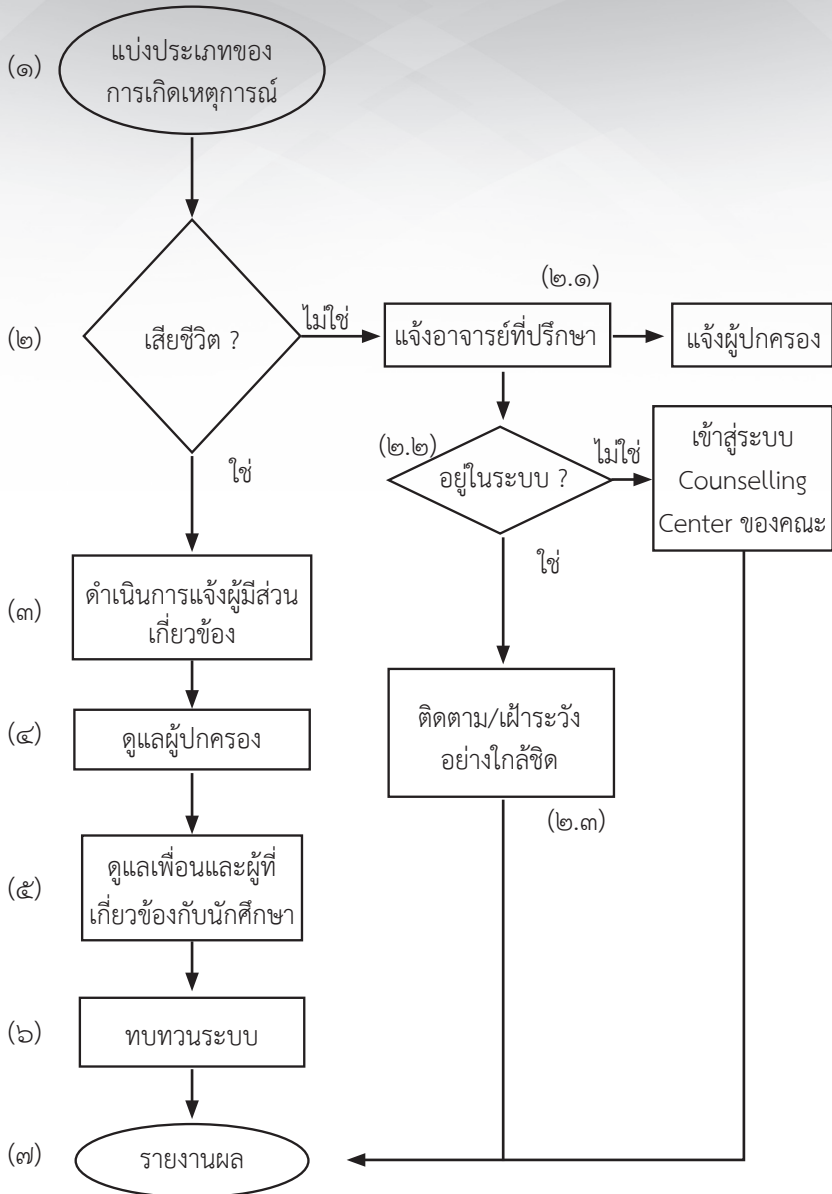 (๑)
แบ่งประเภทของ
การเกิดเหตุการณ์
(๒)
เสียชีวิต ?
ไม่ใช่
(๒.๑)
แจ้งอาจารย์ที่ปรึกษา
แจ้งผู้ปกครอง
ใช่
(๒.๒)
อยู่ในระบบ ?
ไม่ใช่
เข้าสู่ระบบ
Counselling
Center ของคณะ
ใช่
(๓)
ดำเนินการแจ้งผู้มีส่วน
เกี่ยวข้อง
ติดตาม/เฝ้าระวัง
อย่างใกล้ชิด
(๒.๓)
(๔)
ดูแลผู้ปกครอง
(๕)
ดูแลเพื่อนและผู้ที่
เกี่ยวข้องกับนักศึกษา
(๖)
ทบทวนระบบ
(๗)
รายงานผล